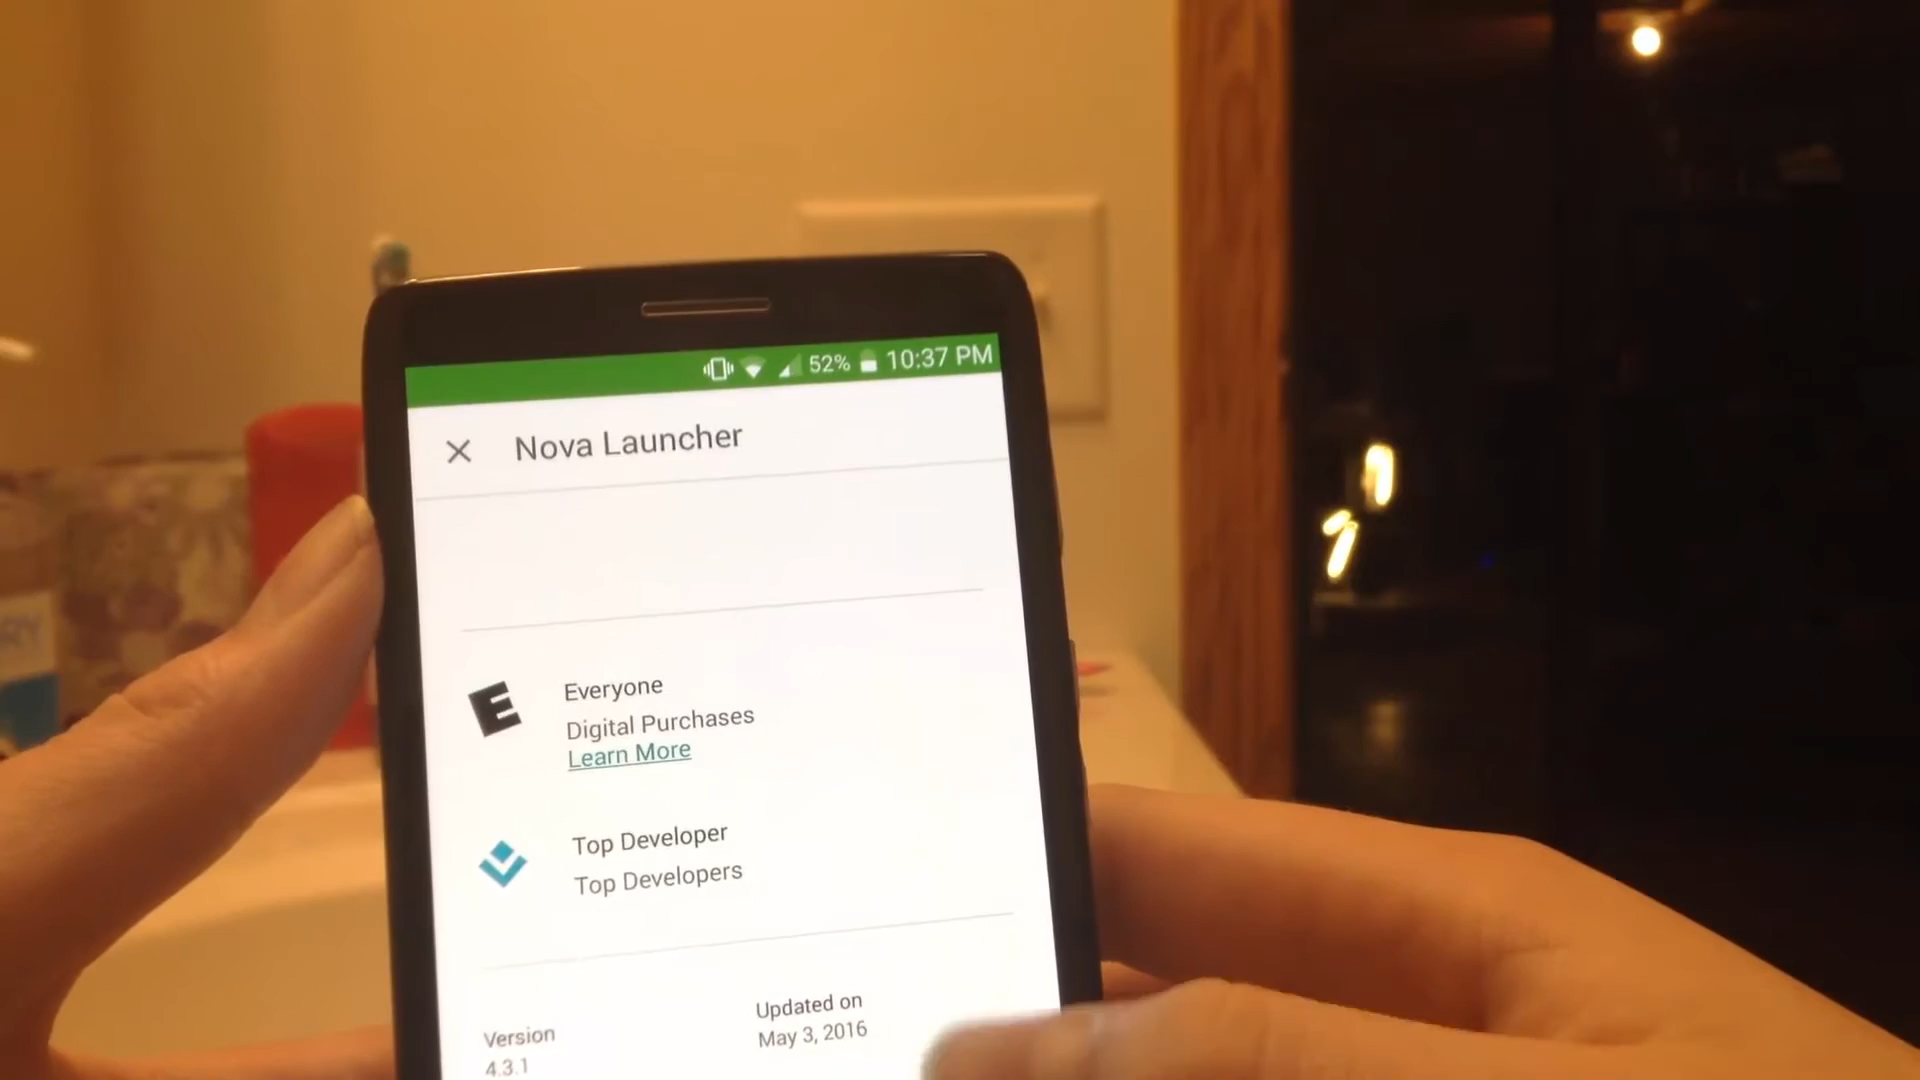 52% 10:37 PM
Nova Launcher
E
Everyone
Digital Purchases
Learn More
Top Developer
Top Developers
Version
4.3.1
Updated on
May 3, 2016
RY